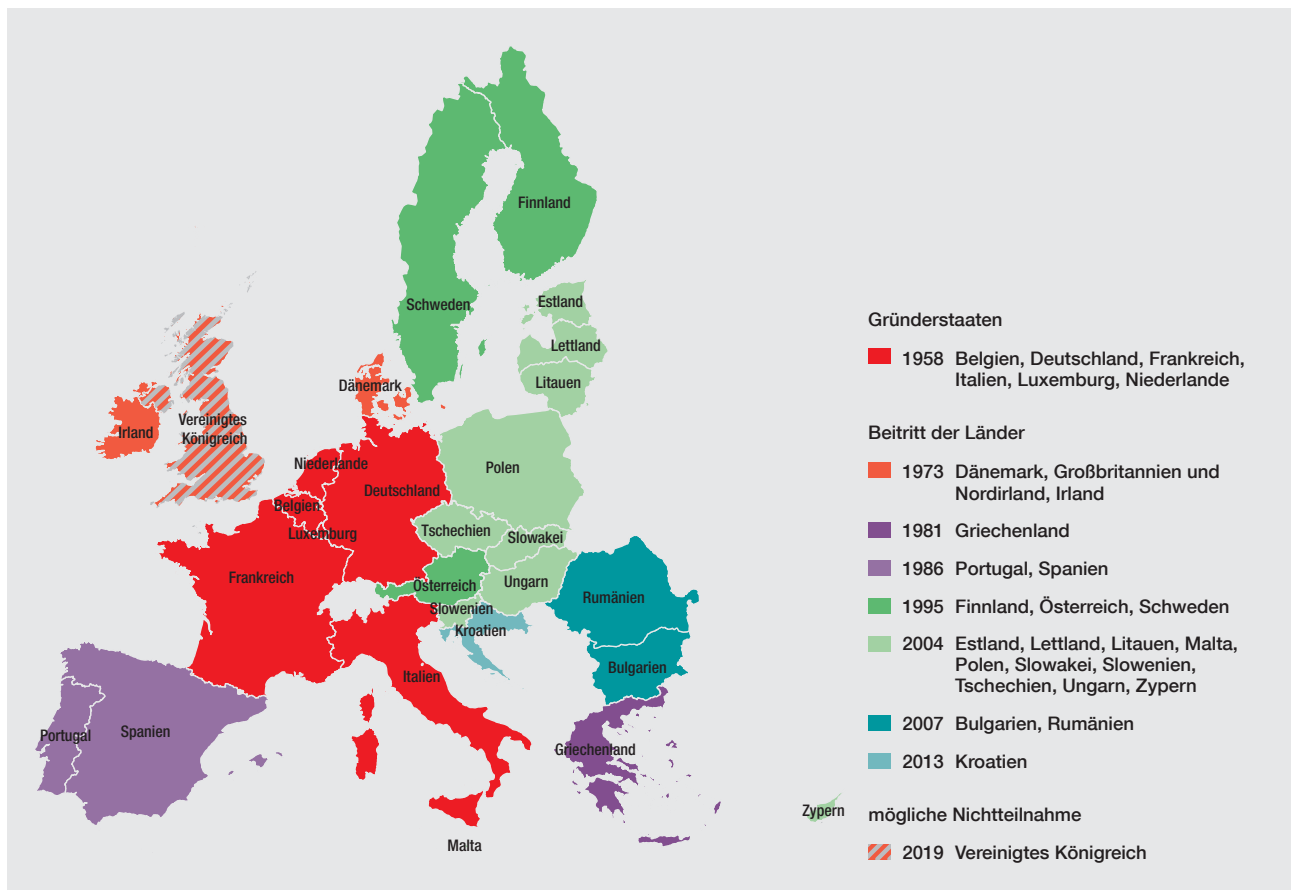 Finnland
Schweden
Estland
Lettland
Litauen
Dänemark
Irland
Vereinigtes
Königreich
Niederlande
Polen
Deutschland
Belgien
Luxemburg
Tschechien
Slowakei
Frankreich
Österreich
Ungarn
Rumänien
Slowenien
Kroatien
Bulgarien
Italien
Portugal
Spanien
Griechenland
Zypern
Malta
Gründerstaaten
1958 Belgien, Deutschland, Frankreich,
Italien, Luxemburg, Niederlande
Beitritt der Länder
1973 Dänemark, Großbritannien und
Nordirland, Irland
1981 Griechenland
1986 Portugal, Spanien
1995 Finnland, Österreich, Schweden
2004 Estland, Lettland, Litauen, Malta,
Polen, Slowakei, Slowenien,
Tschechien, Ungarn, Zypern
2007 Bulgarien, Rumänien
2013 Kroatien
mögliche Nichtteilnahme
2019 Vereinigtes Königreich